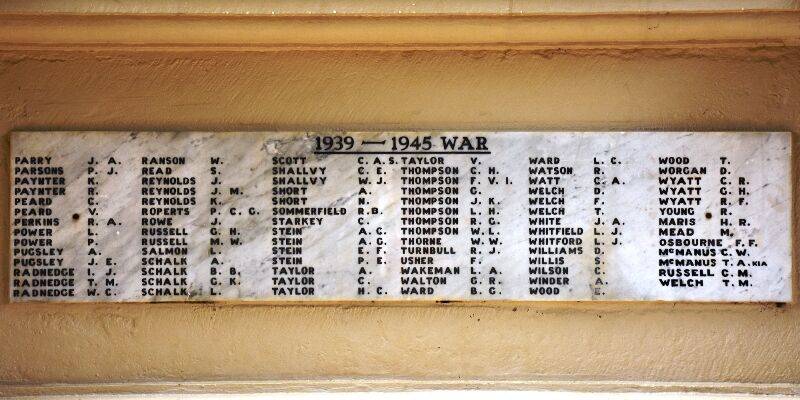 1939 — 1945 WAR
PARRY J. A.
PARSONS P. J.
PAYNTER K.
PAYNTER R.
PEARD C.
PEARD V.
PERKINS R. A.
POWER L.
POWER P.
PUGSLEY A.
PUGSLEY J. E.
RADNEDGE I. J.
RADNEDGE T. M.
RADNEDGE W. C.
RANSON W.
READ S.
REYNOLDS J.
REYNOLDS J. M.
REYNOLDS K.
ROPERTS P. C. G.
ROWE J.
RUSSELL G. H.
RUSSELL M. W.
SALMON L.
SCHALK A.
SCHALK B. B.
SCHALK G. K.
SCHALK L.
SCOTT C. A. S.
SHALLVY C. E.
SHALLVY W. J.
SHORT A.
SHORT I.
SOMMERFIELD R. B.
STARKEY J.
STEIN A. C.
STEIN A. G.
STEIN E. F.
STEIN P. E.
TAYLOR A.
TAYLOR C.
TAYLOR H. C.
TAYLOR V.
THOMPSON C. H.
THOMPSON F. V. I.
THOMPSON G.
THOMPSON J. K.
THOMPSON L. H.
THOMPSON R. G.
THOMPSON W. L.
THORNE W. W.
TURNBULL R. J.
USHER F.
WAKEMAN L. A.
WALTON G. R.
WARD B. G.
WARD L. C.
WATSON R.
WATT C. A.
WELCH D.
WELCH F.
WELCH T.
WHITE J. A.
WHITFIELD L. J.
WHITFORD L. J.
WILLIAMS D.
WILLIS S.
WILSON C.
WINDER A.
WOOD E.
WOOD T.
WORGAN D.
WYATT C. R.
WYATT G. H.
WYATT R. F.
YOUNG R.
MARIS H. R.
MEAD M.
OSBOURNE F. F.
McMANUS C. W.
McMANUS T. A. KIA
RUSSELL C. M.
WELCH T. M.